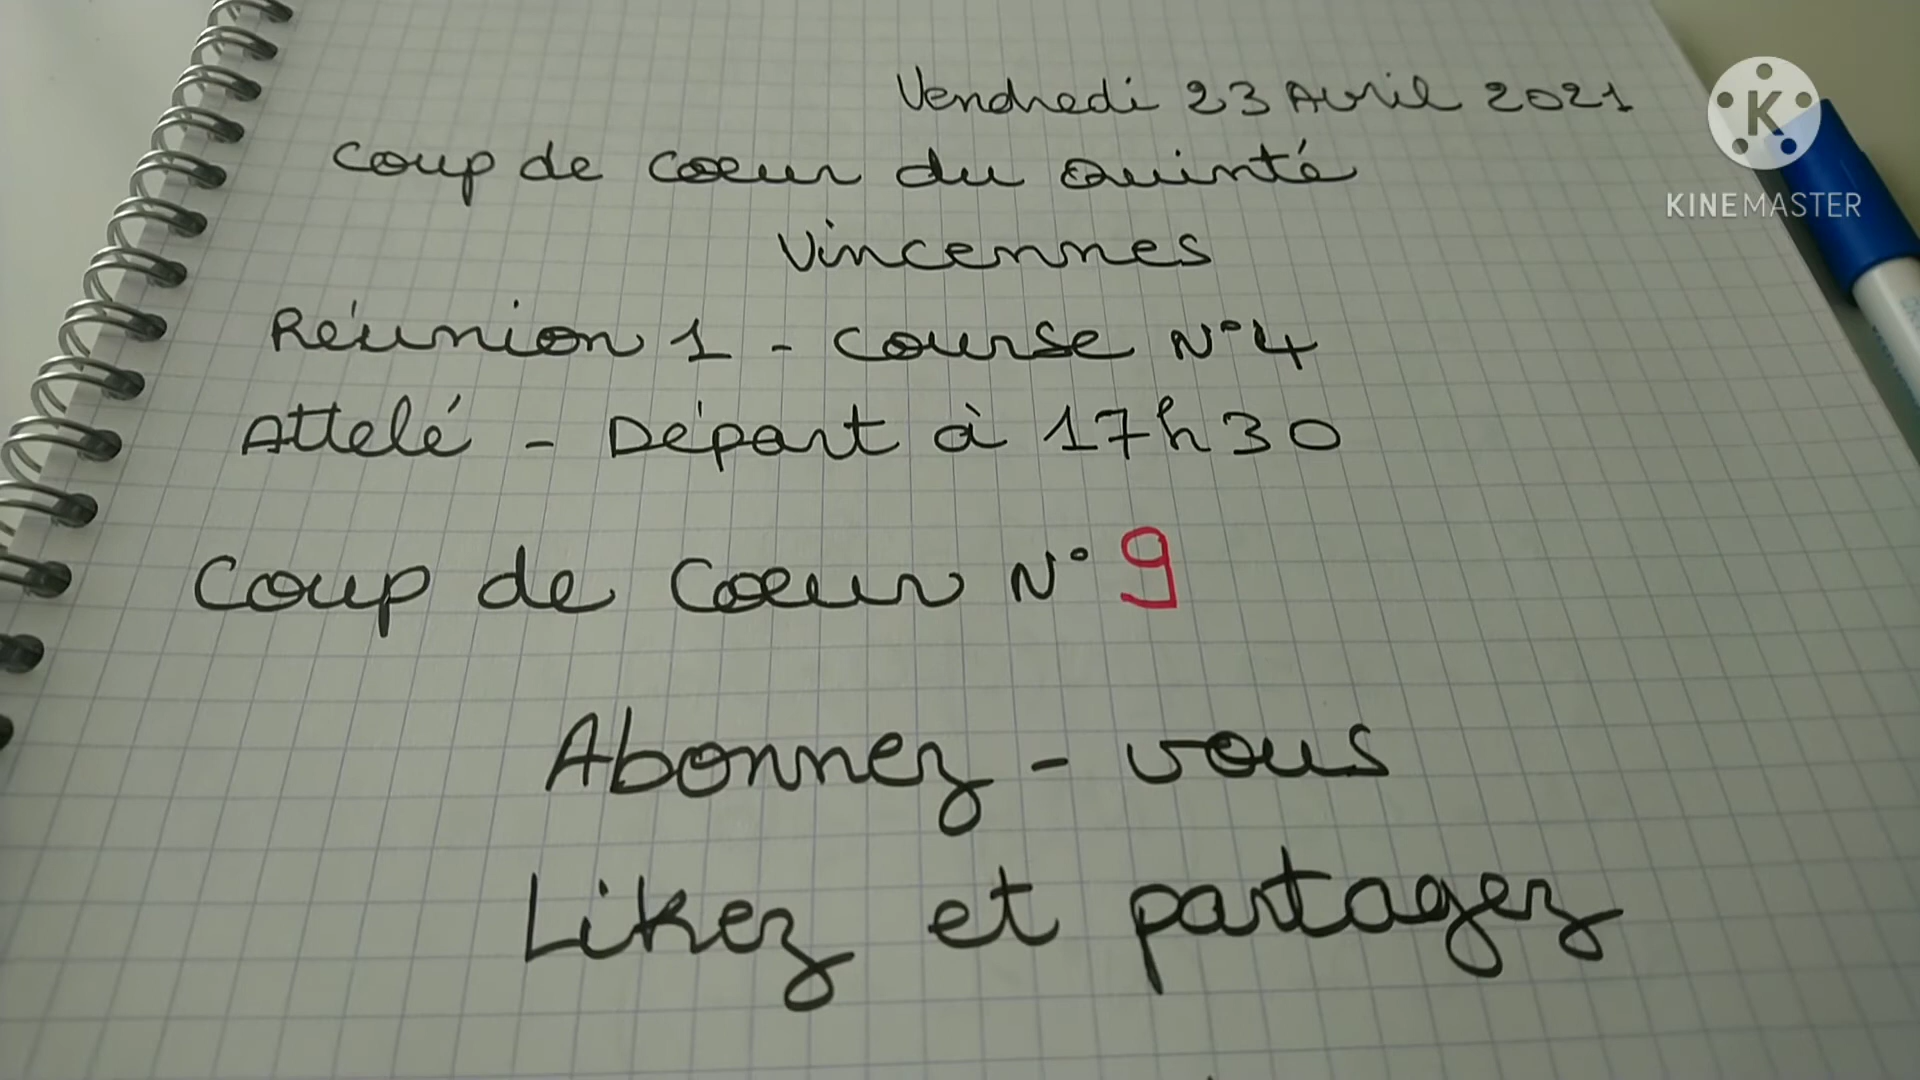 Vendredi 23 Avril 2021
Coup de coeur du Quinté
Vincennes
Réunion 1 - Course N°4
Attelé - Départ à 17h30
Coup de Coeur N° 9
Abonnez-vous
Likez et partagez
K
KINEMASTER